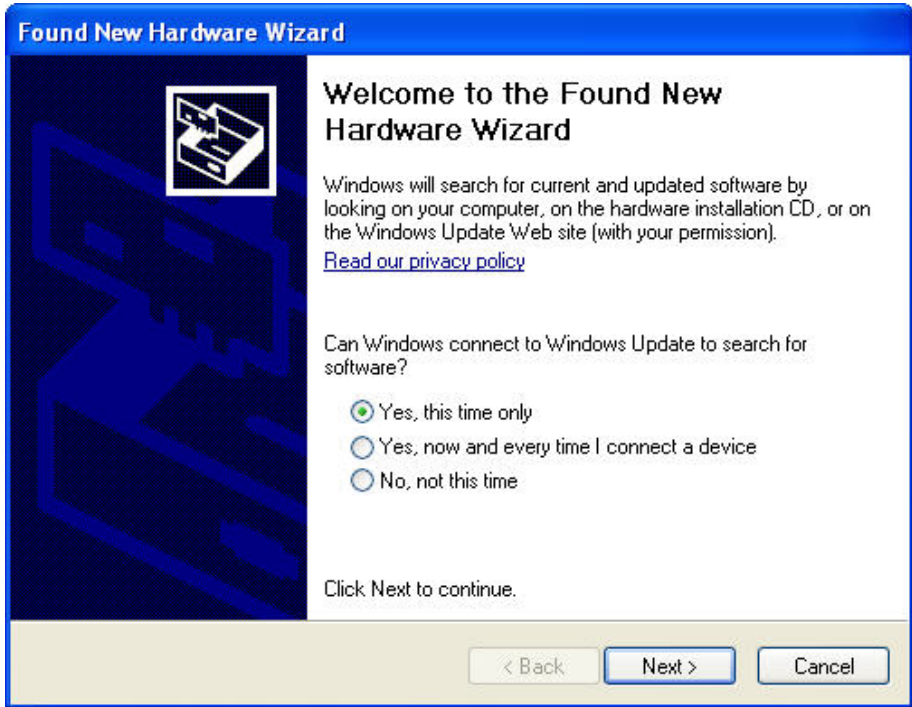 Found New Hardware Wizard
Welcome to the Found New
Hardware Wizard
Windows will search for current and updated software by
looking on your computer, on the hardware installation CD, or on
the Windows Update Web site (with your permission).
Read our privacy policy
Can Windows connect to Windows Update to search for
software?
Yes, this time only
Yes, now and every time I connect a device
No, not this time
Click Next to continue.
< Back
Next >
Cancel